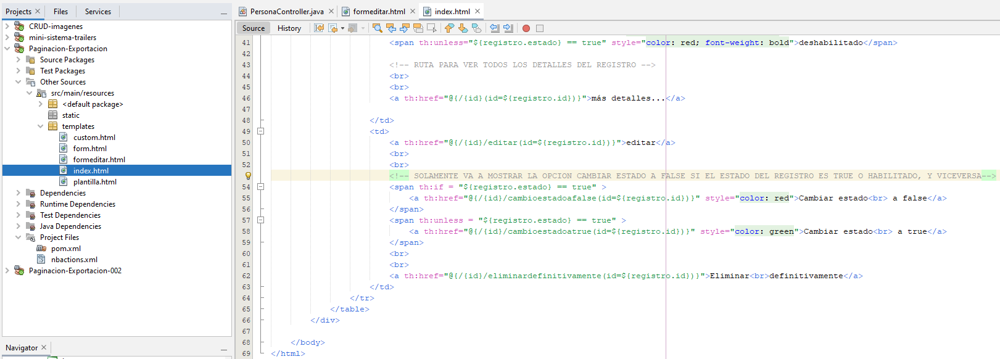 Projects
Files
Services
CRUD-imagenes
mini-sistema-trailers
Paginacion-Exportacion
Source Packages
Test Packages
Other Sources
src/main/resources
<default package>
static
templates
custom.html
form.html
formeditar.html
index.html
plantilla.html
Dependencies
Runtime Dependencies
Test Dependencies
Java Dependencies
Project Files
pom.xml
nbactions.xml
Paginacion-Exportacion-002
Navigator
PersonaController.java
formeditar.html
index.html
Source
History
41 <span th:unless="${registro.estado} == true" style="color: red; font-weight: bold">deshabilitado</span>
42
43 <!-- RUTA PARA VER TODOS LOS DETALLES DEL REGISTRO -->
44 <br>
45 <br>
46 <a th:href="@{/{id}(id=${registro.id})}">más detalles...</a>
47
48 </td>
49 <td>
50 <a th:href="@{/{id}/editar(id=${registro.id})}">editar</a>
51 <br>
52 <br>
<!-- SOLAMENTE VA A MOSTRAR LA OPCION CAMBIAR ESTADO A FALSE SI EL ESTADO DEL REGISTRO ES TRUE O HABILITADO, Y VICEVERSA-->
54 <span th:if = "${registro.estado} == true" >
55 <a th:href="@{/{id}/cambioestadoafalse(id=${registro.id})}" style="color: red">Cambiar estado<br> a false</a>
56 </span>
57 <span th:unless = "${registro.estado} == true" >
58 <a th:href="@{/{id}/cambioestadoatrue(id=${registro.id})}" style="color: green">Cambiar estado<br> a true</a>
59 </span>
60 <br>
61 <br>
62 <a th:href="@{/{id}/eliminardefinitivamente(id=${registro.id})}">Eliminar<br>definitivamente</a>
63 </td>
64 </tr>
65 </table>
66 </div>
67
68 </body>
69 </html>